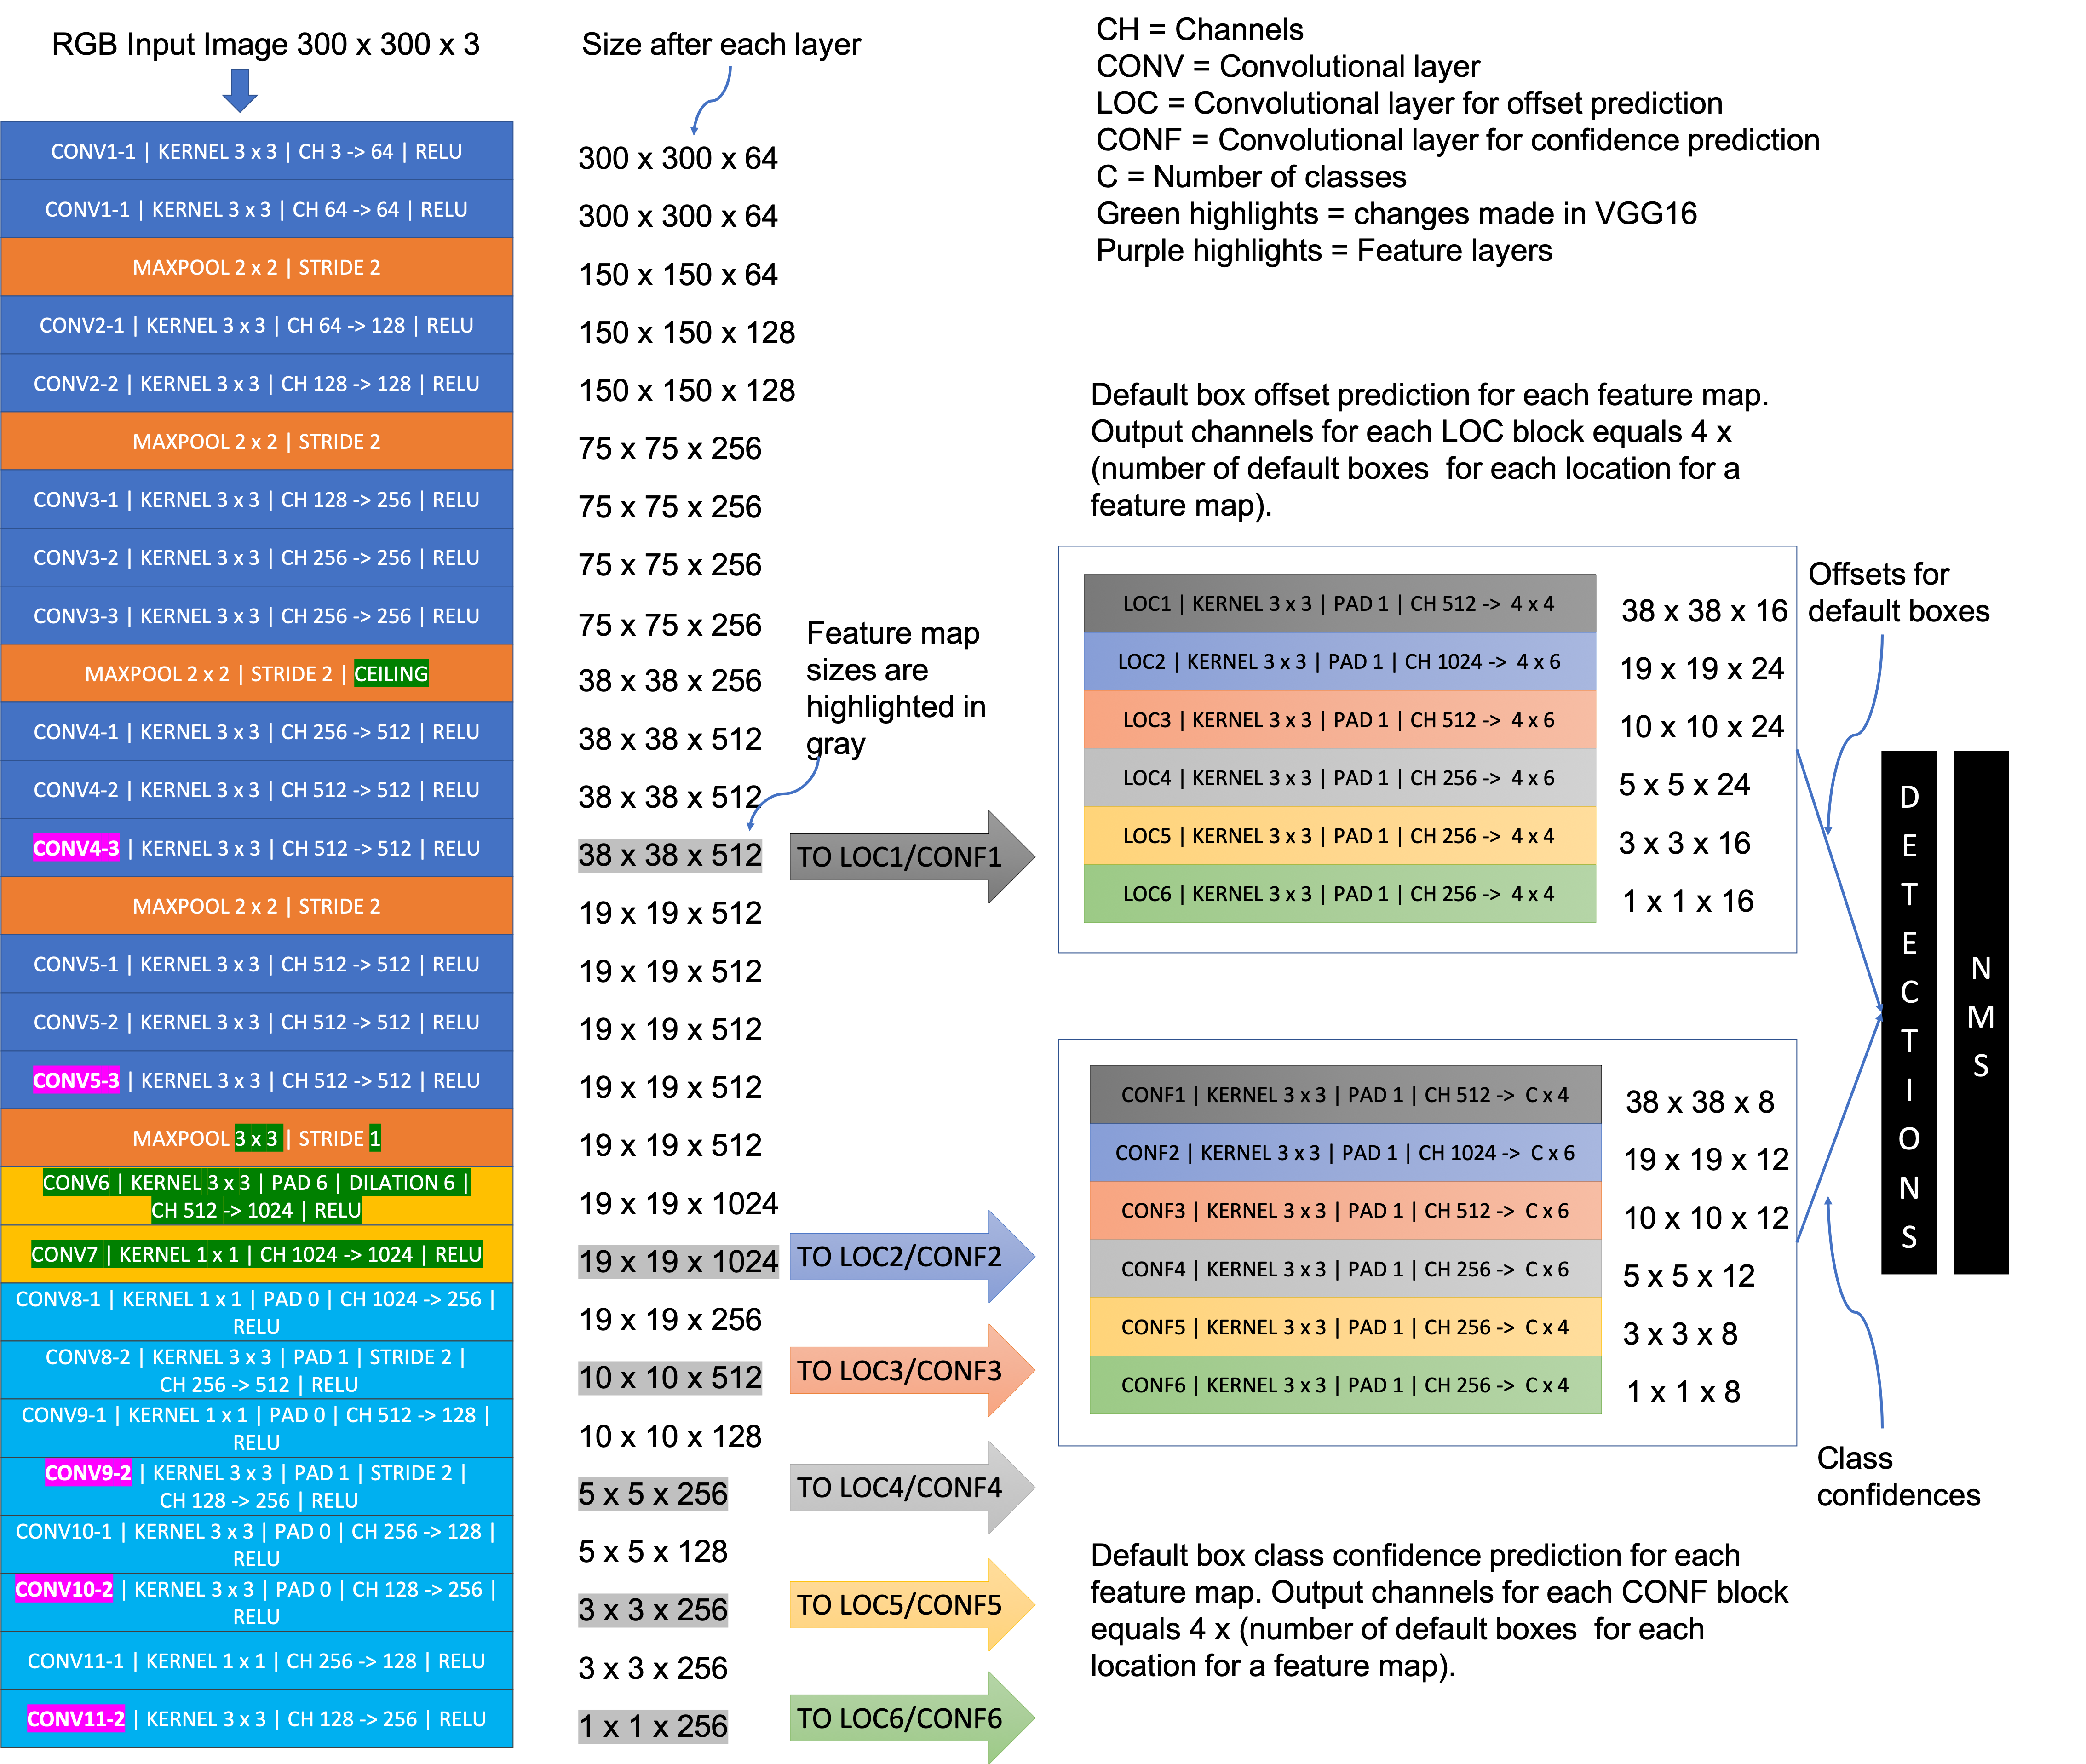 RGB Input Image 300 x 300 x 3
CONV1-1 | KERNEL 3 x 3 | CH 3 -> 64 | RELU
CONV1-1 | KERNEL 3 x 3 | CH 64 -> 64 | RELU
MAXPOOL 2 x 2 | STRIDE 2
CONV2-1 | KERNEL 3 x 3 | CH 64 -> 128 | RELU
CONV2-2 | KERNEL 3 x 3 | CH 128 -> 128 | RELU
MAXPOOL 2 x 2 | STRIDE 2
CONV3-1 | KERNEL 3 x 3 | CH 128 -> 256 | RELU
CONV3-2 | KERNEL 3 x 3 | CH 256 -> 256 | RELU
CONV3-3 | KERNEL 3 x 3 | CH 256 -> 256 | RELU
MAXPOOL 2 x 2 | STRIDE 2 | CEILING
CONV4-1 | KERNEL 3 x 3 | CH 256 -> 512 | RELU
CONV4-2 | KERNEL 3 x 3 | CH 512 -> 512 | RELU
CONV4-3 | KERNEL 3 x 3 | CH 512 -> 512 | RELU
MAXPOOL 2 x 2 | STRIDE 2
CONV5-1 | KERNEL 3 x 3 | CH 512 -> 512 | RELU
CONV5-2 | KERNEL 3 x 3 | CH 512 -> 512 | RELU
CONV5-3 | KERNEL 3 x 3 | CH 512 -> 512 | RELU
MAXPOOL 3 x 3 | STRIDE 1
CONV6 | KERNEL 3 x 3 | PAD 6 | DILATION 6 |
CH 512 -> 1024 | RELU
CONV7 | KERNEL 1 x 1 | CH 1024 -> 1024 | RELU
CONV8-1 | KERNEL 1 x 1 | PAD 0 | CH 1024 -> 256 |
RELU
CONV8-2 | KERNEL 3 x 3 | PAD 1 | STRIDE 2 |
CH 256 -> 512 | RELU
CONV9-1 | KERNEL 1 x 1 | PAD 0 | CH 512 -> 128 |
RELU
CONV9-2 | KERNEL 3 x 3 | PAD 1 | STRIDE 2 |
CH 128 -> 256 | RELU
CONV10-1 | KERNEL 3 x 3 | PAD 0 | CH 256 -> 128 |
RELU
CONV10-2 | KERNEL 3 x 3 | PAD 0 | CH 128 -> 256 |
RELU
CONV11-1 | KERNEL 1 x 1 | CH 256 -> 128 | RELU
CONV11-2 | KERNEL 3 x 3 | CH 128 -> 256 | RELU
Size after each layer
300 x 300 x 64
300 x 300 x 64
150 x 150 x 64
150 x 150 x 128
150 x 150 x 128
75 x 75 x 256
75 x 75 x 256
75 x 75 x 256
75 x 75 x 256
38 x 38 x 256
38 x 38 x 512
38 x 38 x 512
38 x 38 x 512
19 x 19 x 512
19 x 19 x 512
19 x 19 x 512
19 x 19 x 512
19 x 19 x 512
19 x 19 x 1024
19 x 19 x 1024
19 x 19 x 256
10 x 10 x 512
10 x 10 x 128
5 x 5 x 256
5 x 5 x 128
3 x 3 x 256
3 x 3 x 256
1 x 1 x 256
Feature map
sizes are
highlighted in
gray
TO LOC1/CONF1
TO LOC2/CONF2
TO LOC3/CONF3
TO LOC4/CONF4
TO LOC5/CONF5
TO LOC6/CONF6
CH = Channels
CONV = Convolutional layer
LOC = Convolutional layer for offset prediction
CONF = Convolutional layer for confidence prediction
C = Number of classes
Green highlights = changes made in VGG16
Purple highlights = Feature layers
Default box offset prediction for each feature map.
Output channels for each LOC block equals 4 x
(number of default boxes for each location for a
feature map).
LOC1 | KERNEL 3 x 3 | PAD 1 | CH 512 -> 4 x 4
38 x 38 x 16
LOC2 | KERNEL 3 x 3 | PAD 1 | CH 1024 -> 4 x 6
19 x 19 x 24
LOC3 | KERNEL 3 x 3 | PAD 1 | CH 512 -> 4 x 6
10 x 10 x 24
LOC4 | KERNEL 3 x 3 | PAD 1 | CH 256 -> 4 x 6
5 x 5 x 24
LOC5 | KERNEL 3 x 3 | PAD 1 | CH 256 -> 4 x 4
3 x 3 x 16
LOC6 | KERNEL 3 x 3 | PAD 1 | CH 256 -> 4 x 4
1 x 1 x 16
Offsets for
default boxes
CONF1 | KERNEL 3 x 3 | PAD 1 | CH 512 -> C x 4
38 x 38 x 8
CONF2 | KERNEL 3 x 3 | PAD 1 | CH 1024 -> C x 6
19 x 19 x 12
CONF3 | KERNEL 3 x 3 | PAD 1 | CH 512 -> C x 6
10 x 10 x 12
CONF4 | KERNEL 3 x 3 | PAD 1 | CH 256 -> C x 6
5 x 5 x 12
CONF5 | KERNEL 3 x 3 | PAD 1 | CH 256 -> C x 4
3 x 3 x 8
CONF6 | KERNEL 3 x 3 | PAD 1 | CH 256 -> C x 4
1 x 1 x 8
Class
confidences
Default box class confidence prediction for each
feature map. Output channels for each CONF block
equals 4 x (number of default boxes for each
location for a feature map).
DETECTIONS
NMS